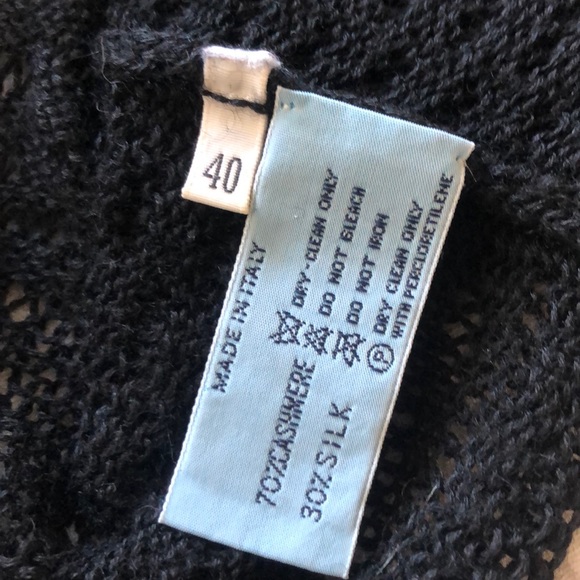 40
MADE IN ITALY
DRY-CLEAN ONLY
DO NOT BLEACH
DO NOT IRON
P DRY CLEAN ONLY
WITH PERCLORETILENE
70%CASHMERE
30%SILK